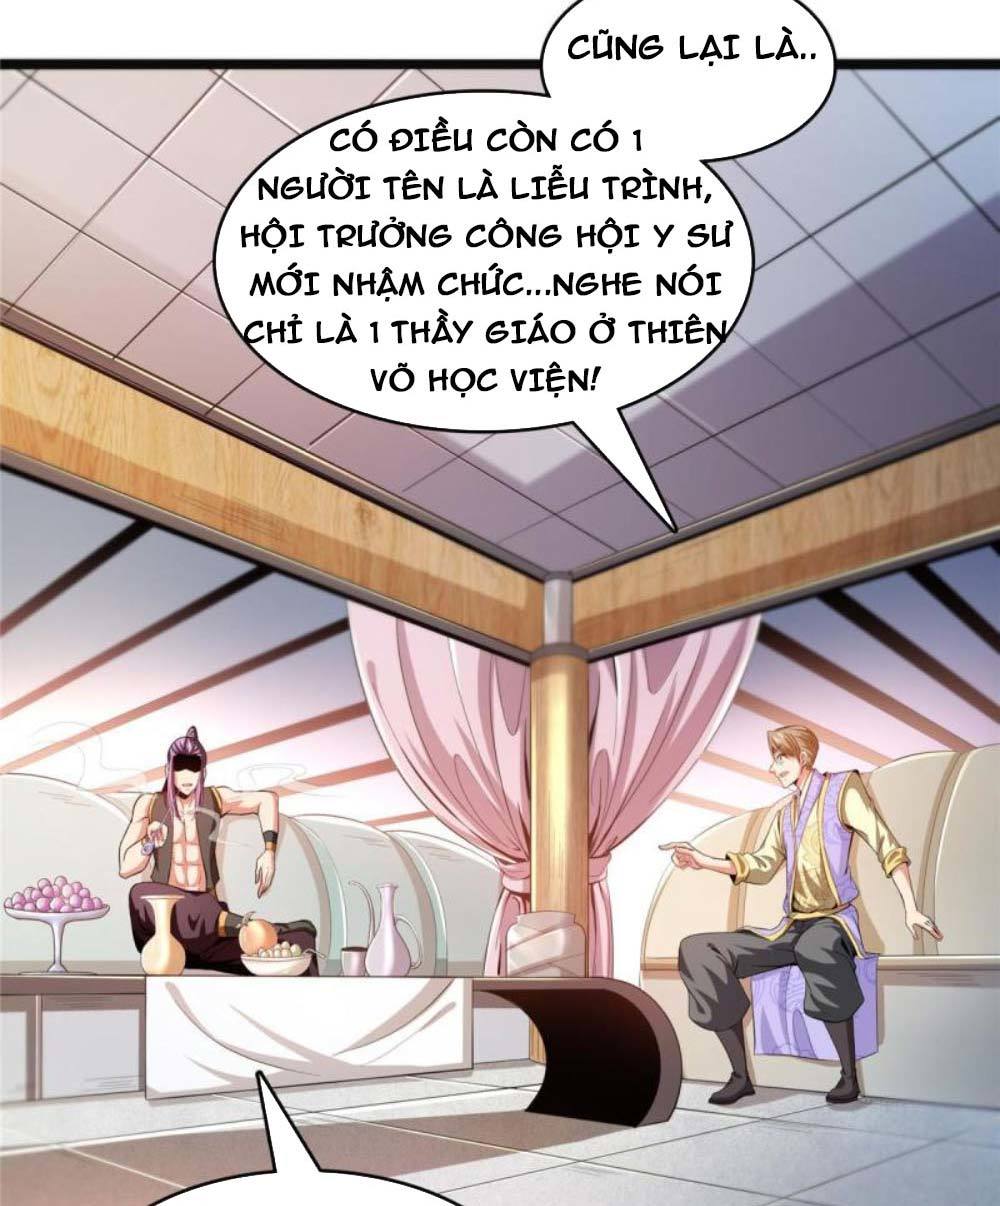 CŨNG LẠI LÀ..
CÓ ĐIỀU CÒN CÓ 1
NGƯỜI TÊN LÀ LIỄU TRÌNH,
HỘI TRƯỞNG CÔNG HỘI Y SƯ
MỚI NHẬM CHỨC...NGHE NÓI
CHỈ LÀ 1 THẦY GIÁO Ở THIÊN
VÕ HỌC VIỆN!